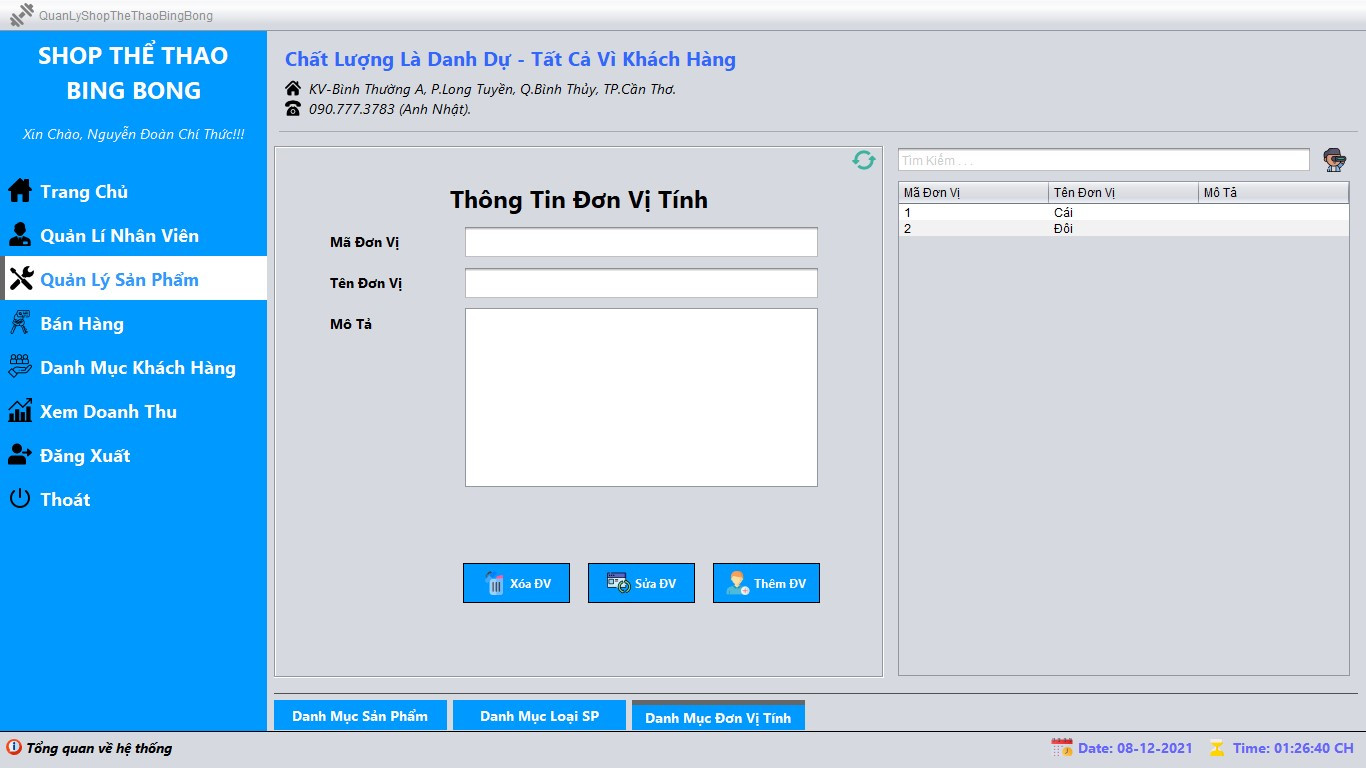 QuanLyShopTheThaoBingBong
SHOP THỂ THAO
BING BONG
Xin Chào, Nguyễn Đoàn Chí Thức!!!
Trang Chủ
Quản Lí Nhân Viên
Quản Lý Sản Phẩm
Bán Hàng
Danh Mục Khách Hàng
Xem Doanh Thu
Đăng Xuất
Thoát
Chất Lượng Là Danh Dự - Tất Cả Vì Khách Hàng
KV-Bình Thường A, P.Long Tuyền, Q.Bình Thủy, TP.Cần Thơ.
090.777.3783 (Anh Nhật).
Thông Tin Đơn Vị Tính
Mã Đơn Vị
Tên Đơn Vị
Mô Tả
Xóa ĐV Sửa ĐV Thêm ĐV
Tìm Kiếm . . .
Mã Đơn Vị Tên Đơn Vị Mô Tả
1 Cái
2 Đôi
Danh Mục Sản Phẩm Danh Mục Loại SP Danh Mục Đơn Vị Tính
Tổng quan về hệ thống Date: 08-12-2021 Time: 01:26:40 CH